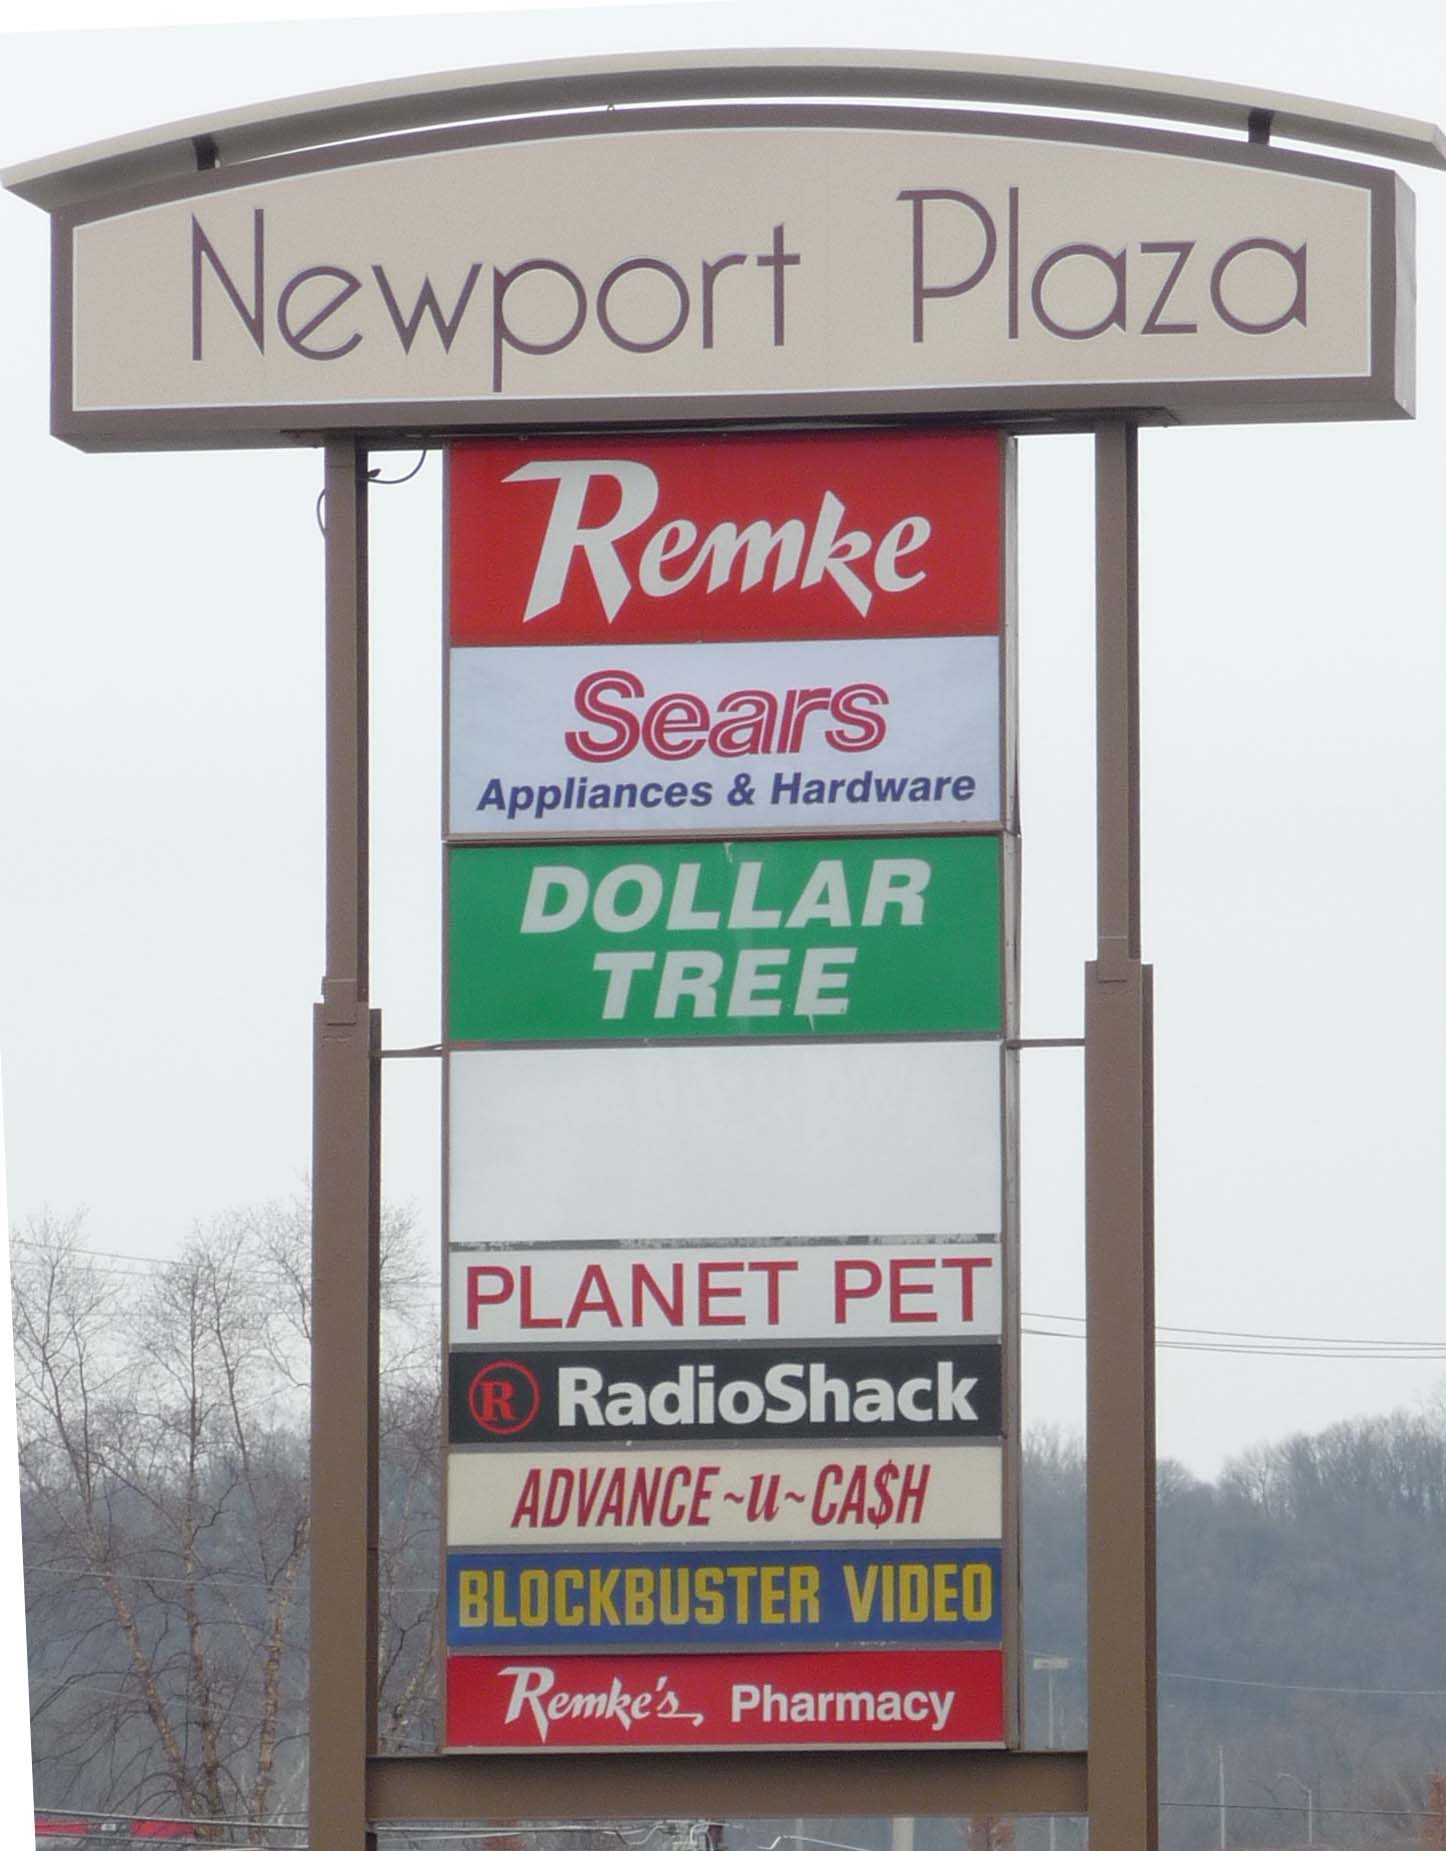 Newport Plaza
Remke
Sears
Appliances & Hardware
DOLLAR
TREE
PLANET PET
R RadioShack
ADVANCE ~u~ CA$H
BLOCKBUSTER VIDEO
Remke's Pharmacy